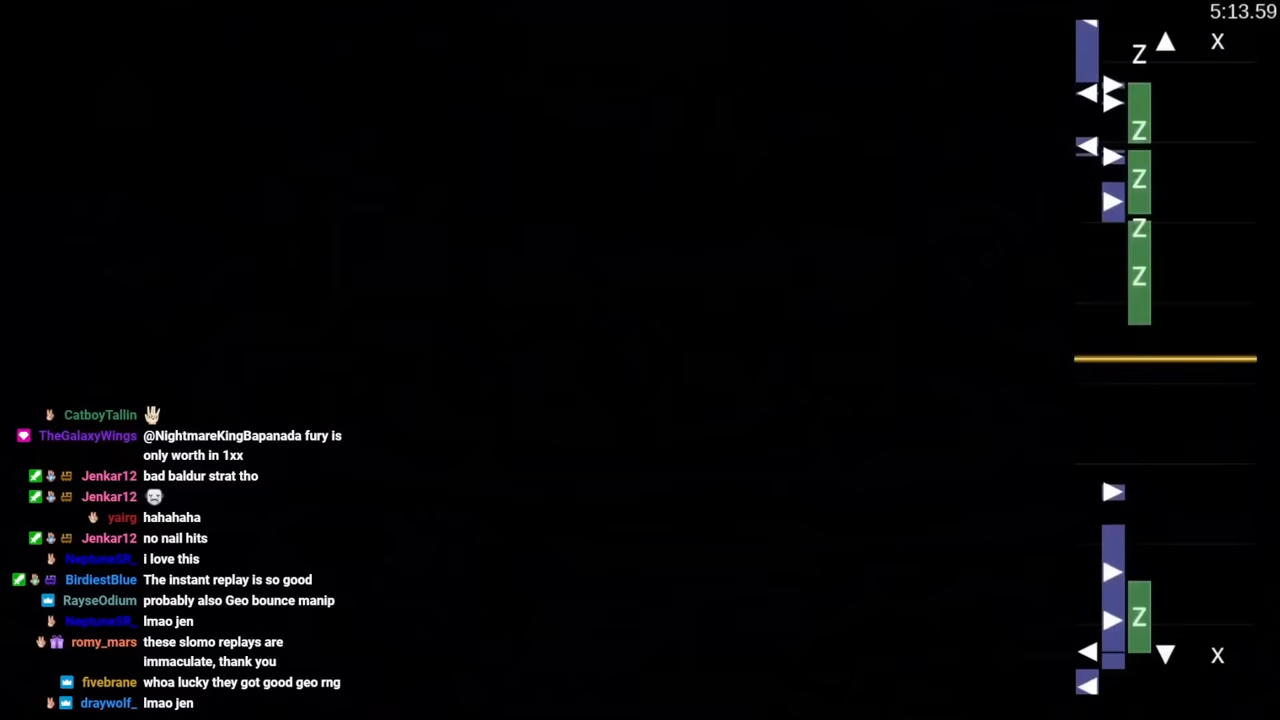 5:13.59
Z
X
Z
Z
Z
Z
CatboyTallin
TheGalaxyWings @NightmareKingBapanada fury is
only worth in 1xx
Jenkar12 bad baldur strat tho
Jenkar12
yairg hahahaha
Jenkar12 no nail hits
NeptuneSR_ i love this
BirdiestBlue The instant replay is so good
RayseOdium probably also Geo bounce manip
Z
NeptuneSR_ lmao jen
romy_mars these slomo replays are
immaculate, thank you
X
fivebrane whoa lucky they got good geo rng
draywolf_ lmao jen